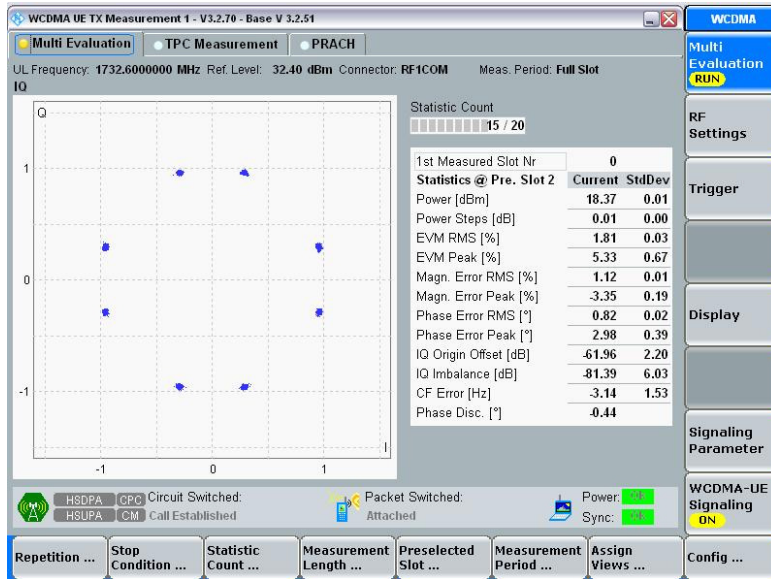 WCDMA UE TX Measurement 1 - V3.2.70 - Base V 3.2.51
WCDMA
Multi Evaluation
TPC Measurement
PRACH
Multi Evaluation
RUN
UL Frequency: 1732.6000000 MHz Ref. Level: 32.40 dBm Connector: RF1COM Meas. Period: Full Slot
IQ
Q
1
0
-1
-1 0 1
I
Statistic Count
15 / 20
1st Measured Slot Nr 0
Statistics @ Pre. Slot 2 Current StdDev
Power [dBm] 18.37 0.01
Power Steps [dB] 0.01 0.00
EVM RMS [%] 1.81 0.03
EVM Peak [%] 5.33 0.67
Magn. Error RMS [%] 1.12 0.01
Magn. Error Peak [%] -3.35 0.19
Phase Error RMS [°] 0.82 0.02
Phase Error Peak [°] 2.98 0.39
IQ Origin Offset [dB] -61.96 2.20
IQ Imbalance [dB] -81.39 6.03
CF Error [Hz] -3.14 1.53
Phase Disc. [°] -0.44
RF
Settings
Trigger
Display
Signaling
Parameter
WCDMA-UE
Signaling
ON
HSDPA CPC Circuit Switched:
HSUPA CM Call Established
Packet Switched:
Attached
Power:
Sync:
Repetition ...
Stop
Condition ...
Statistic
Count ...
Measurement
Length ...
Preselected
Slot ...
Measurement
Period ...
Assign
Views ...
Config ...